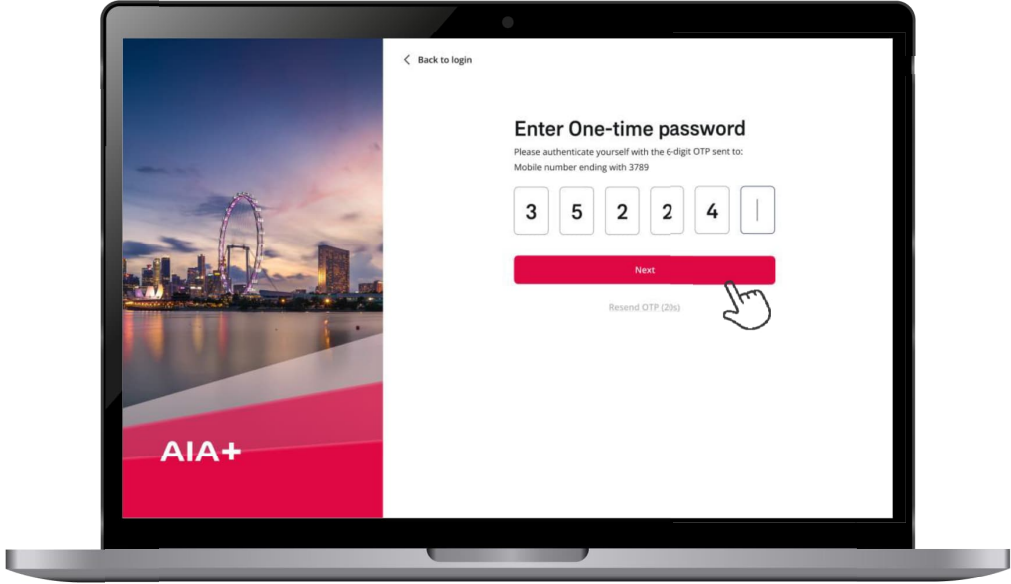 Back to login
Enter One-time password
Please authenticate yourself with the 6-digit OTP sent to:
Mobile number ending with 3789
3 5 2 2 4
Next
Resend OTP (20s)
AIA+